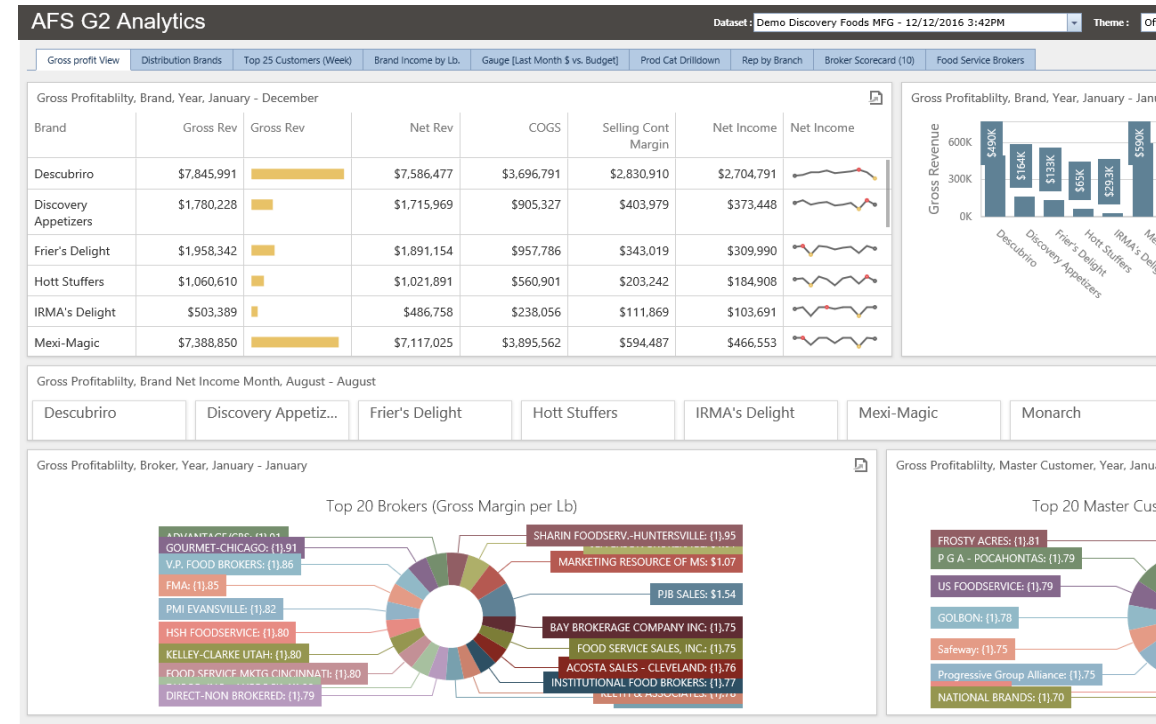 AFS G2 Analytics
Dataset : Demo Discovery Foods MFG - 12/12/2016 3:42PM Theme : Of
Gross profit View Distribution Brands Top 25 Customers (Week) Brand Income by Lb. Gauge [Last Month $ vs. Budget] Prod Cat Drilldown Rep by Branch Broker Scorecard (10) Food Service Brokers
Gross Profitablilty, Brand, Year, January - December
Brand Gross Rev Gross Rev Net Rev COGS Selling Cont Margin Net Income Net Income
Descubriro $7,845,991 $7,586,477 $3,696,791 $2,830,910 $2,704,791
Discovery Appetizers $1,780,228 $1,715,969 $905,327 $403,979 $373,448
Frier's Delight $1,958,342 $1,891,154 $957,786 $343,019 $309,990
Hott Stuffers $1,060,610 $1,021,891 $560,901 $203,242 $184,908
IRMA's Delight $503,389 $486,758 $238,056 $111,869 $103,691
Mexi-Magic $7,388,850 $7,117,025 $3,895,562 $594,487 $466,553
Gross Profitablilty, Brand, Year, January - Janu
Gross Revenue
600K
300K
0K
$490K
$164K
$133K
$65K
$29.3K
$590K
Descubriro
Discovery Appetizers
Frier's Delight
Hott Stuffers
IRMA's Delig
Me
Gross Profitablilty, Brand Net Income Month, August - August
Descubriro Discovery Appetiz... Frier's Delight Hott Stuffers IRMA's Delight Mexi-Magic Monarch
Gross Profitablilty, Broker, Year, January - January
Top 20 Brokers (Gross Margin per Lb)
GOURMET-CHICAGO: {1}.91
V.P. FOOD BROKERS: {1}.86
FMA: {1}.85
PMI EVANSVILLE: {1}.82
HSH FOODSERVICE: {1}.80
KELLEY-CLARKE UTAH: {1}.80
FOOD SERVICE MKTG CINCINNATI: {1}.80
DIRECT-NON BROKERED: {1}.79
SHARIN FOODSERV.-HUNTERSVILLE: {1}.95
MARKETING RESOURCE OF MS: $1.07
PJB SALES: $1.54
BAY BROKERAGE COMPANY INC: {1}.75
FOOD SERVICE SALES, INC.: {1}.75
ACOSTA SALES - CLEVELAND: {1}.76
INSTITUTIONAL FOOD BROKERS: {1}.77
Gross Profitablilty, Master Customer, Year, Janua
Top 20 Master Cus
FROSTY ACRES: {1}.81
P G A - POCAHONTAS: {1}.79
US FOODSERVICE: {1}.79
GOLBON: {1}.78
Safeway: {1}.75
Progressive Group Alliance: {1}.75
NATIONAL BRANDS: {1}.70